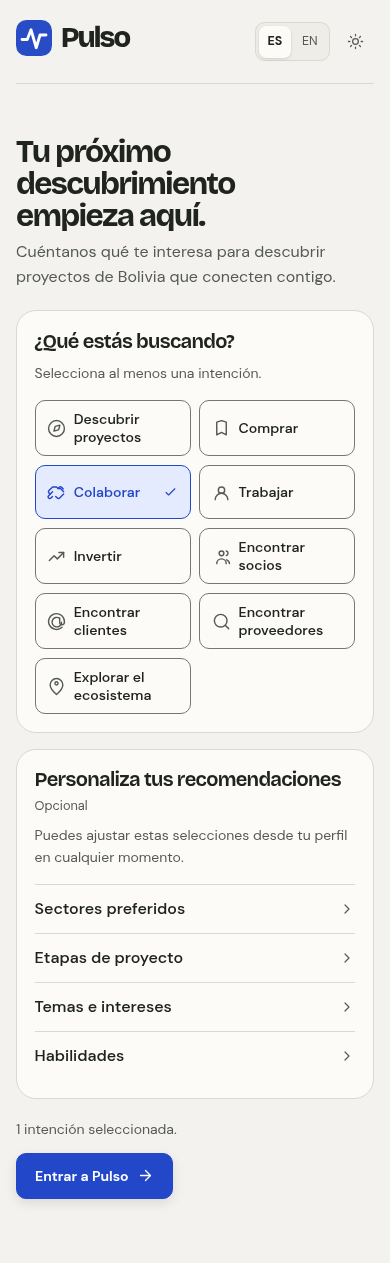 Pulso
ES
EN
Tu próximo
descubrimiento
empieza aquí.
Cuéntanos qué te interesa para descubrir
proyectos de Bolivia que conecten contigo.
¿Qué estás buscando?
Selecciona al menos una intención.
Descubrir
proyectos
Comprar
Colaborar
Trabajar
Invertir
Encontrar
socios
Encontrar
clientes
Encontrar
proveedores
Explorar el
ecosistema
Personaliza tus recomendaciones
Opcional
Puedes ajustar estas selecciones desde tu perfil
en cualquier momento.
Sectores preferidos
Etapas de proyecto
Temas e intereses
Habilidades
1 intención seleccionada.
Entrar a Pulso